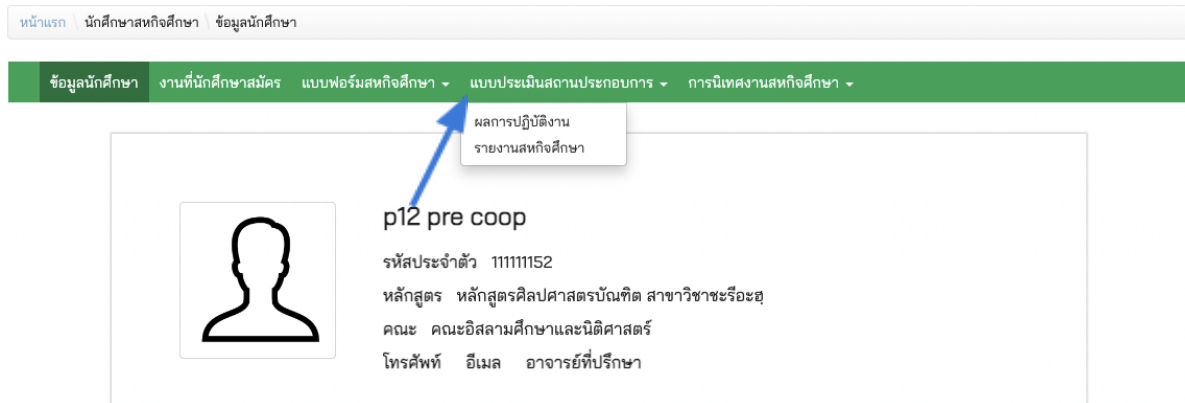 หน้าแรก \ นักศึกษาสหกิจศึกษา \ ข้อมูลนักศึกษา
ข้อมูลนักศึกษา งานที่นักศึกษาสมัคร แบบฟอร์มสหกิจศึกษา แบบประเมินสถานประกอบการ การนิเทศงานสหกิจศึกษา
ผลการปฏิบัติงาน
รายงานสหกิจศึกษา
p12 pre coop
รหัสประจำตัว 111111152
หลักสูตร หลักสูตรศิลปศาสตรบัณฑิต สาขาวิชาชะรีอะฮฺ
คณะ คณะอิสลามศึกษาและนิติศาสตร์
โทรศัพท์ อีเมล อาจารย์ที่ปรึกษา